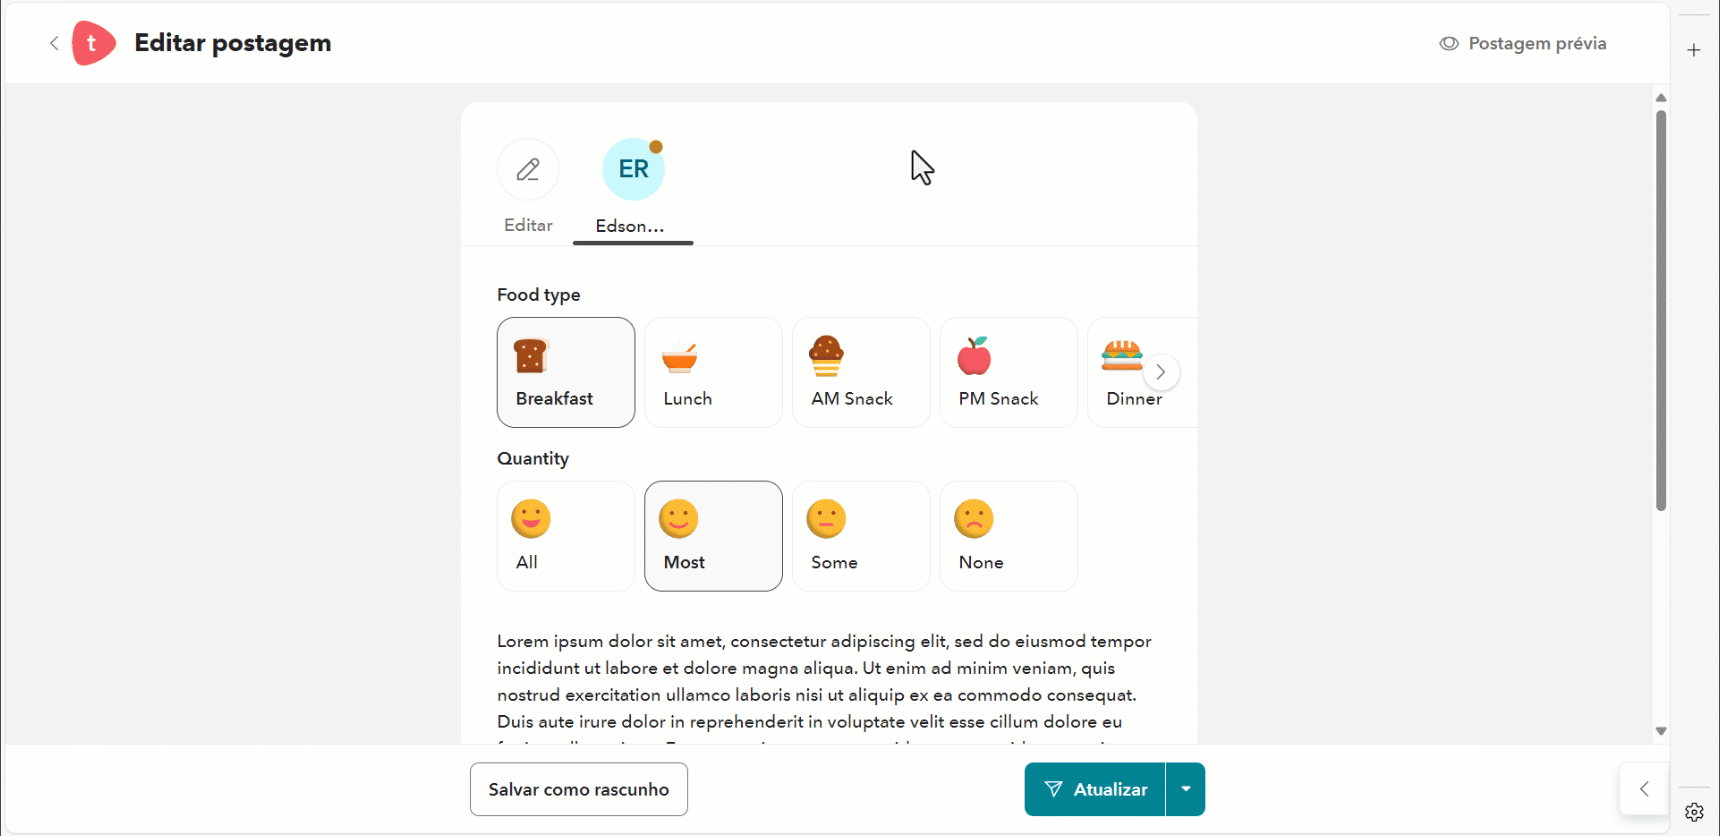 t
Editar postagem
Postagem prévia
ER
Editar
Edson...
Food type
Breakfast
Lunch
AM Snack
PM Snack
Dinner
Quantity
All
Most
Some
None
Lorem ipsum dolor sit amet, consectetur adipiscing elit, sed do eiusmod tempor
incididunt ut labore et dolore magna aliqua. Ut enim ad minim veniam, quis
nostrud exercitation ullamco laboris nisi ut aliquip ex ea commodo consequat.
Duis aute irure dolor in reprehenderit in voluptate velit esse cillum dolore eu
Salvar como rascunho
Atualizar